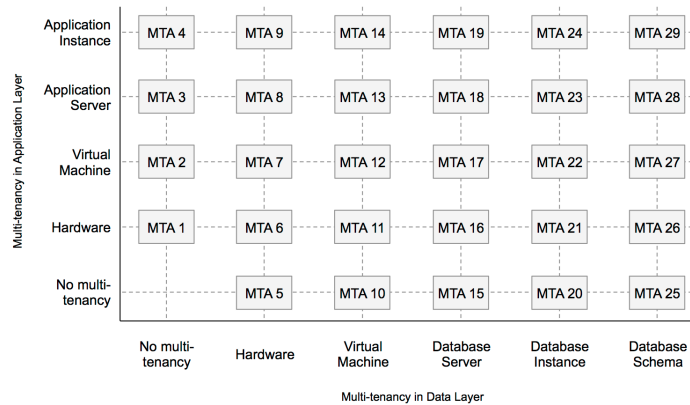 Multi-tenancy in Application Layer
Application
Instance
MTA 4 MTA 9 MTA 14 MTA 19 MTA 24 MTA 29
Application
Server
MTA 3 MTA 8 MTA 13 MTA 18 MTA 23 MTA 28
Virtual
Machine
MTA 2 MTA 7 MTA 12 MTA 17 MTA 22 MTA 27
Hardware
MTA 1 MTA 6 MTA 11 MTA 16 MTA 21 MTA 26
No multi-
tenancy
MTA 5 MTA 10 MTA 15 MTA 20 MTA 25
No multi-
tenancy
Hardware
Virtual
Machine
Database
Server
Database
Instance
Database
Schema
Multi-tenancy in Data Layer